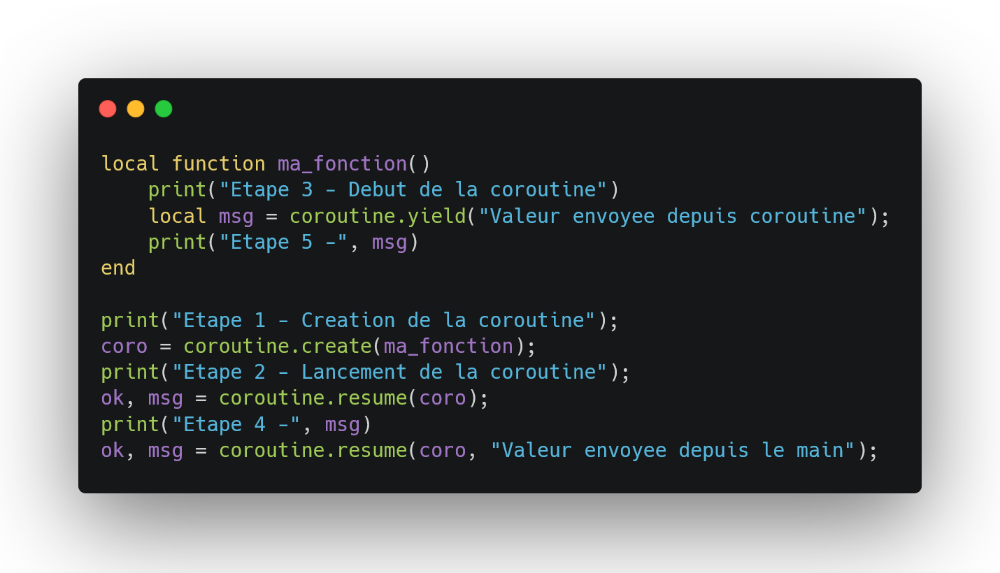 local function ma_fonction()
    print("Etape 3 - Debut de la coroutine")
    local msg = coroutine.yield("Valeur envoyee depuis coroutine");
    print("Etape 5 -", msg)
end

print("Etape 1 - Creation de la coroutine");
coro = coroutine.create(ma_fonction);
print("Etape 2 - Lancement de la coroutine");
ok, msg = coroutine.resume(coro);
print("Etape 4 -", msg)
ok, msg = coroutine.resume(coro, "Valeur envoyee depuis le main");